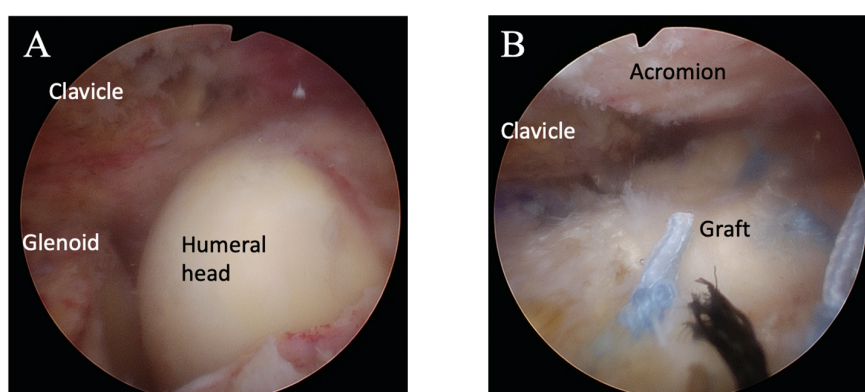 A
Clavicle
Glenoid
Humeral
head
B
Acromion
Clavicle
Graft